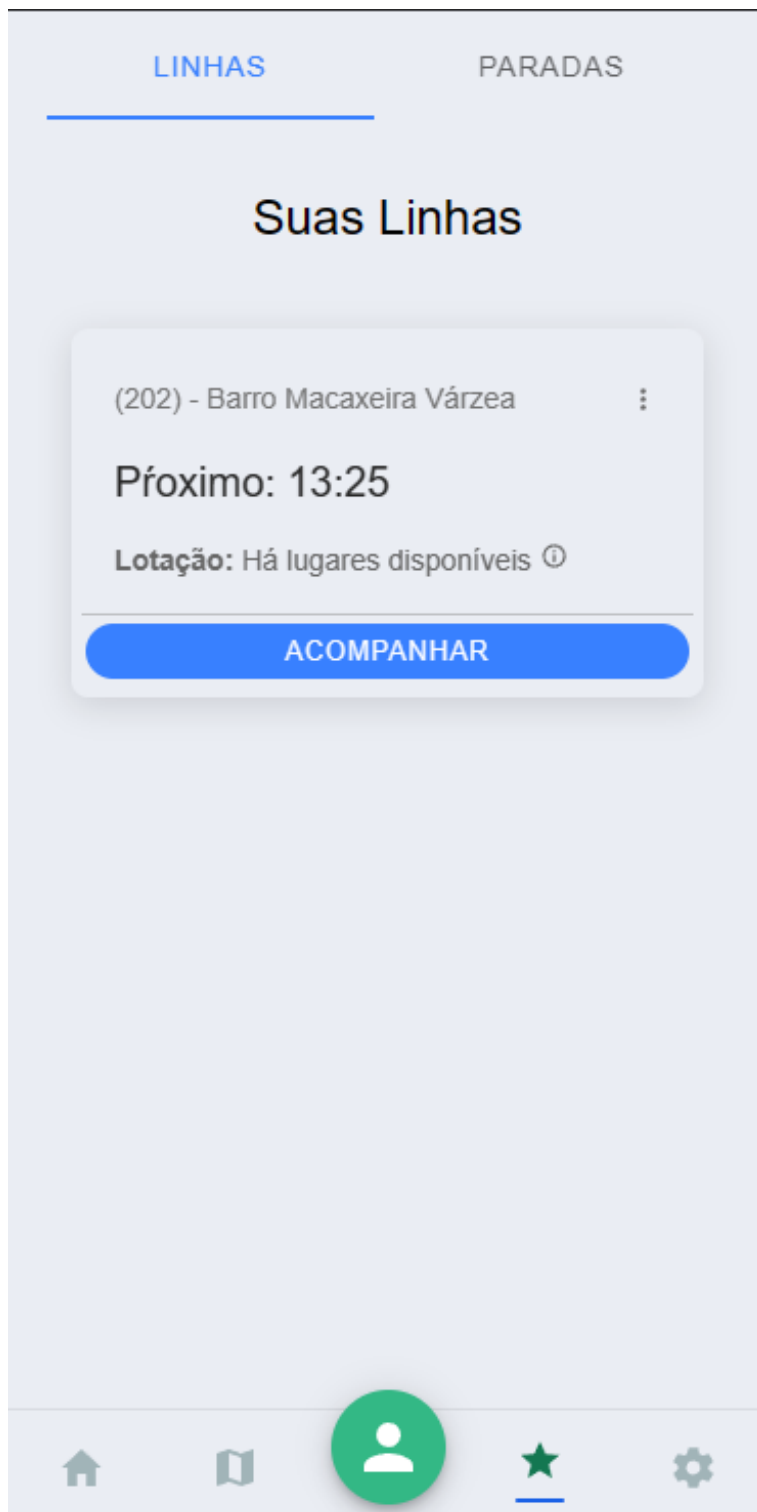 LINHAS
PARADAS
Suas Linhas
(202) - Barro Macaxeira Várzea
Pŕoximo: 13:25
Lotação: Há lugares disponíveis
ACOMPANHAR